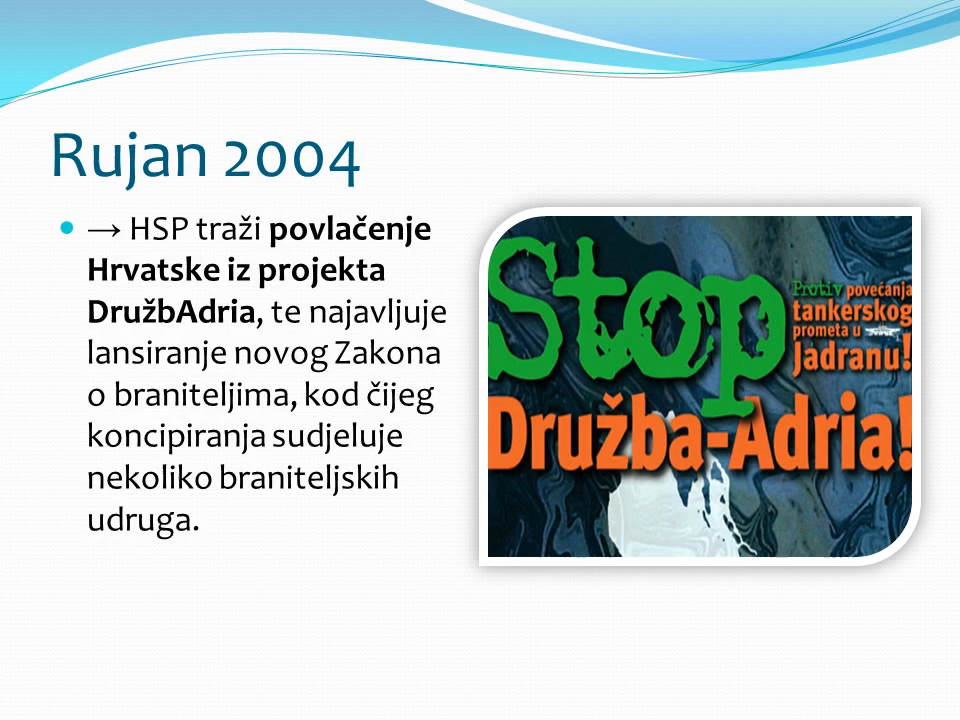 Rujan 2004
→ HSP traži povlačenje
Hrvatske iz projekta
DružbAdria, te najavljuje
lansiranje novog Zakona
o braniteljima, kod čijeg
koncipiranja sudjeluje
nekoliko braniteljskih
udruga.
Stop
Protiv povećanja
tankerskog
prometa u
Jadranu!
Družba-Adria!